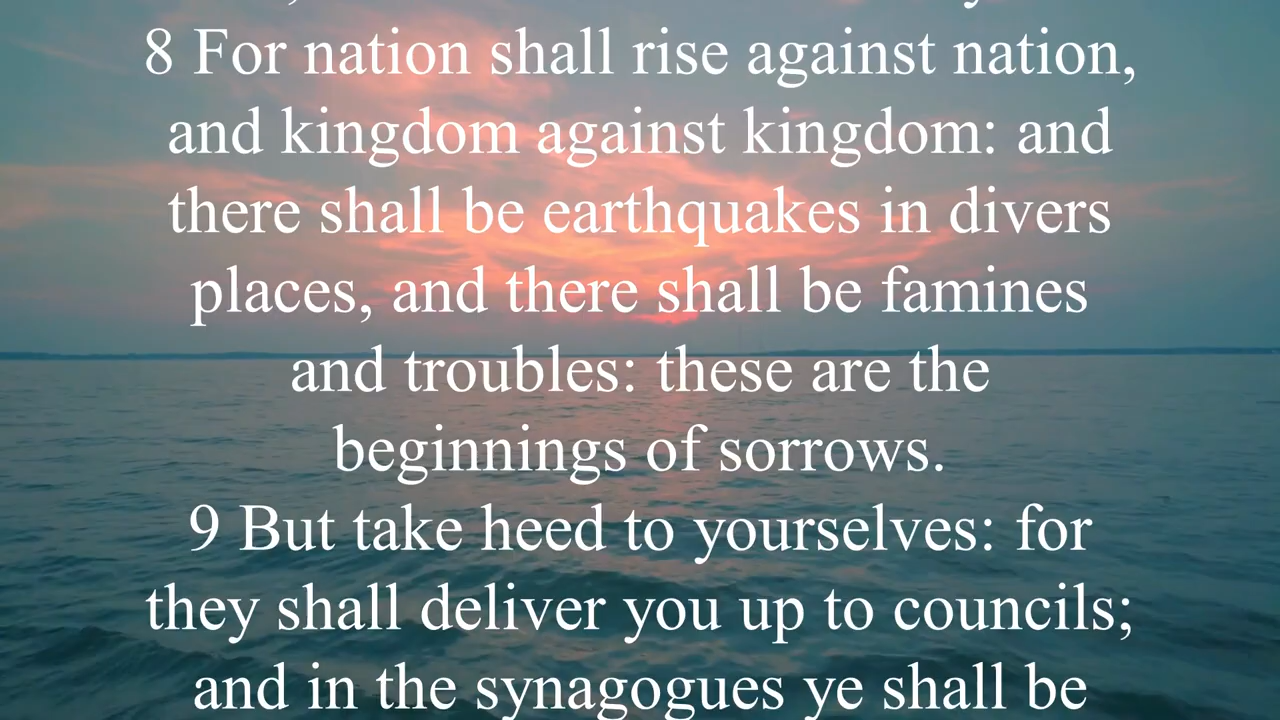 8 For nation shall rise against nation,
and kingdom against kingdom: and
there shall be earthquakes in divers
places, and there shall be famines
and troubles: these are the
beginnings of sorrows.
9 But take heed to yourselves: for
they shall deliver you up to councils;
and in the synagogues ye shall be